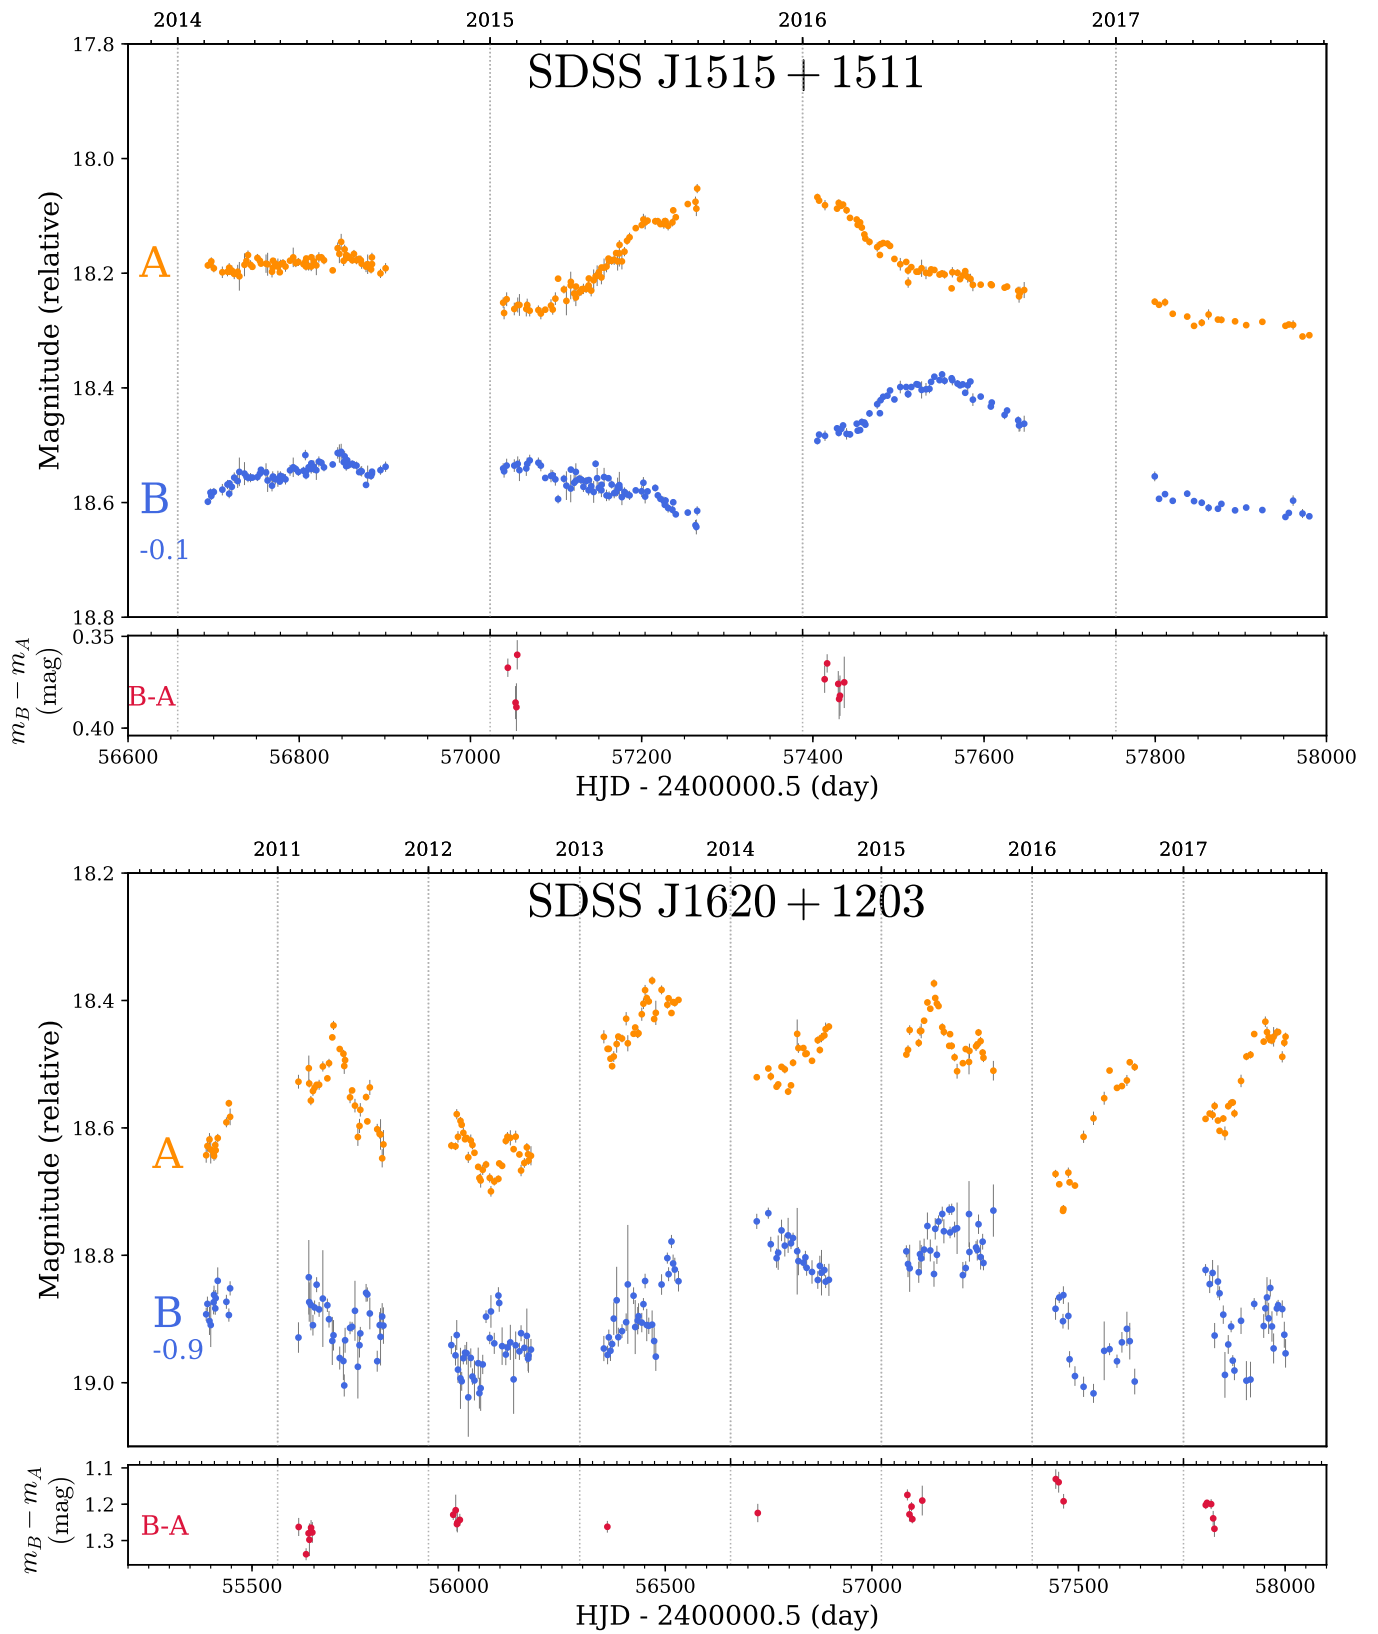 2014 2015 2016 2017
SDSS J1515+1511
17.8
18.0
18.2
18.4
18.6
18.8
Magnitude (relative)
A
B
-0.1
0.35
0.40
m_B − m_A
(mag)
B-A
56600 56800 57000 57200 57400 57600 57800 58000
HJD - 2400000.5 (day)
2011 2012 2013 2014 2015 2016 2017
SDSS J1620+1203
18.2
18.4
18.6
18.8
19.0
Magnitude (relative)
A
B
-0.9
1.1
1.2
1.3
m_B − m_A
(mag)
B-A
55500 56000 56500 57000 57500 58000
HJD - 2400000.5 (day)